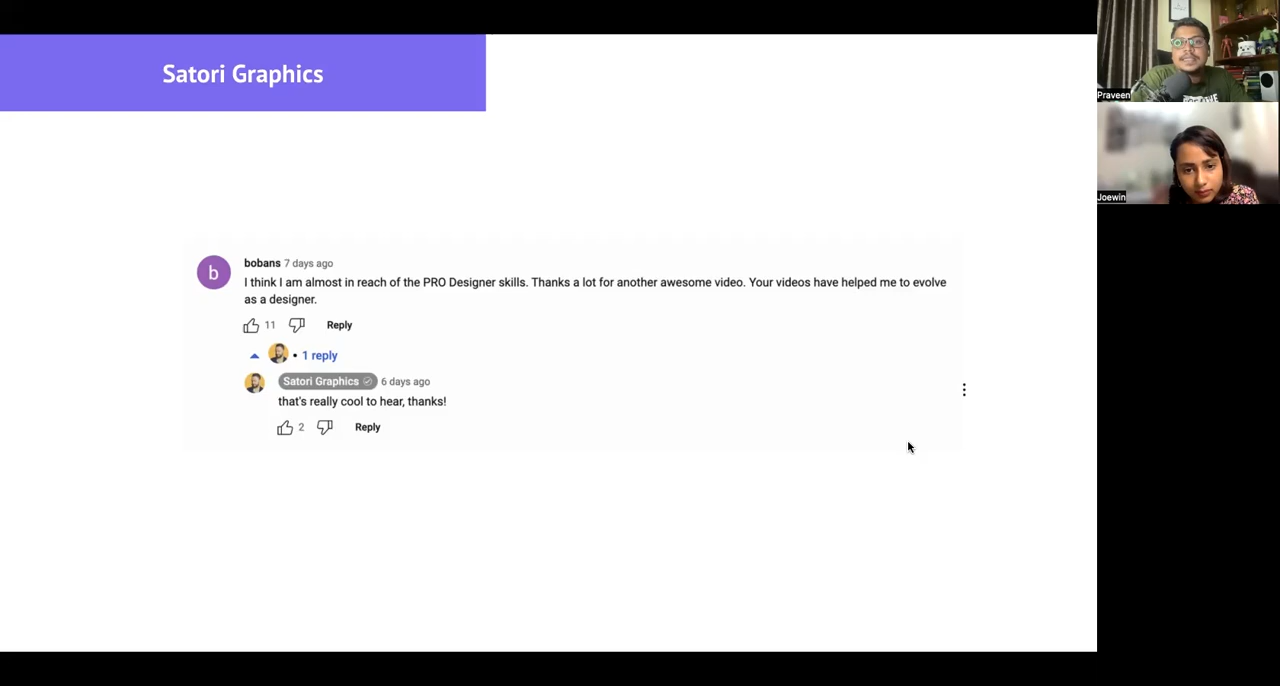 Satori Graphics
Praveen
Joewin
bobans 7 days ago
I think I am almost in reach of the PRO Designer skills. Thanks a lot for another awesome video. Your videos have helped me to evolve
as a designer.
11 Reply
b
1 reply
Satori Graphics 6 days ago
that's really cool to hear, thanks!
2 Reply